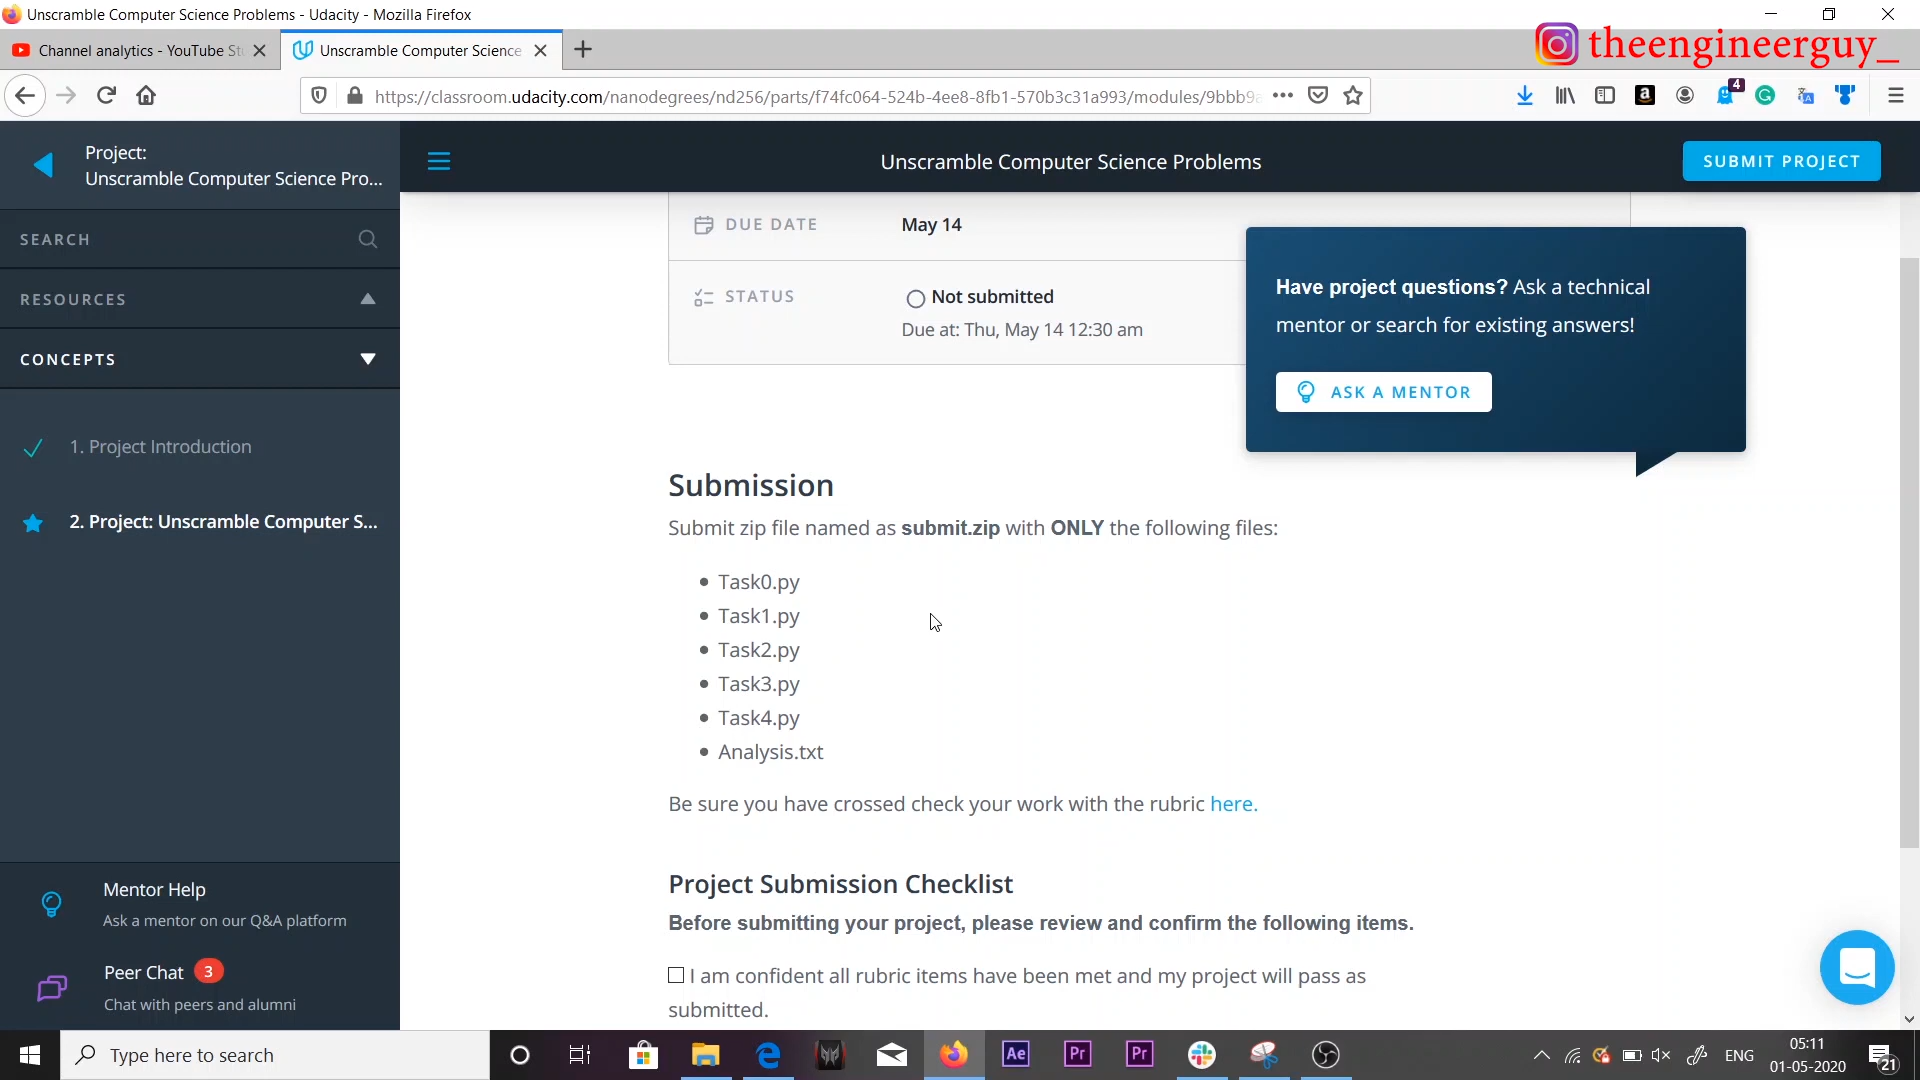 Unscramble Computer Science Problems - Udacity - Mozilla Firefox
Channel analytics - YouTube St
Unscramble Computer Science
theengineerguy_
https://classroom.udacity.com/nanodegrees/nd256/parts/f74fc064-524b-4ee8-8fb1-570b3c31a993/modules/9bbb9a
4
Project:
Unscramble Computer Science Pro...
Unscramble Computer Science Problems
SUBMIT PROJECT
SEARCH
RESOURCES
CONCEPTS
1. Project Introduction
2. Project: Unscramble Computer S...
Mentor Help
Ask a mentor on our Q&A platform
Peer Chat 3
Chat with peers and alumni
DUE DATE May 14
STATUS Not submitted
Due at: Thu, May 14 12:30 am
Have project questions? Ask a technical
mentor or search for existing answers!
ASK A MENTOR
Submission
Submit zip file named as submit.zip with ONLY the following files:
Task0.py
Task1.py
Task2.py
Task3.py
Task4.py
Analysis.txt
Be sure you have crossed check your work with the rubric here.
Project Submission Checklist
Before submitting your project, please review and confirm the following items.
I am confident all rubric items have been met and my project will pass as
submitted.
Type here to search
Ae
Pr
Pr
ENG
05:11
01-05-2020
21